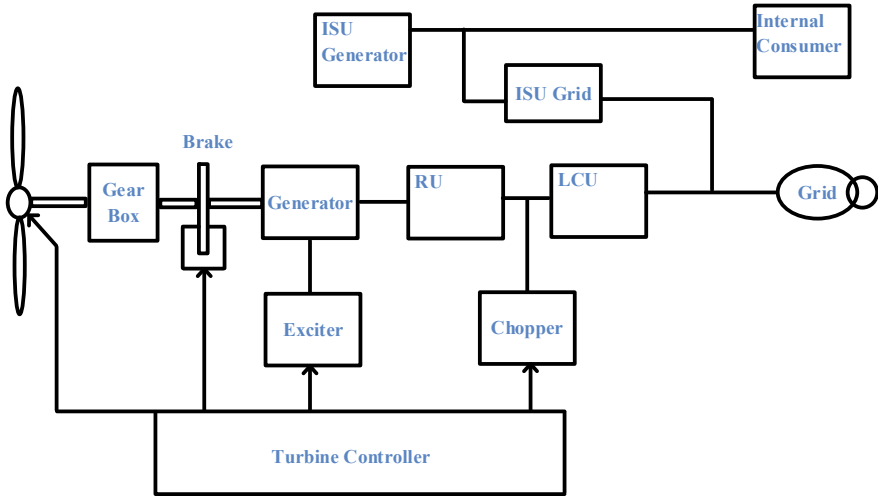 ISU
Generator
Internal
Consumer
ISU Grid
Brake
Gear
Box
Generator
RU
LCU
Grid
Exciter
Chopper
Turbine Controller